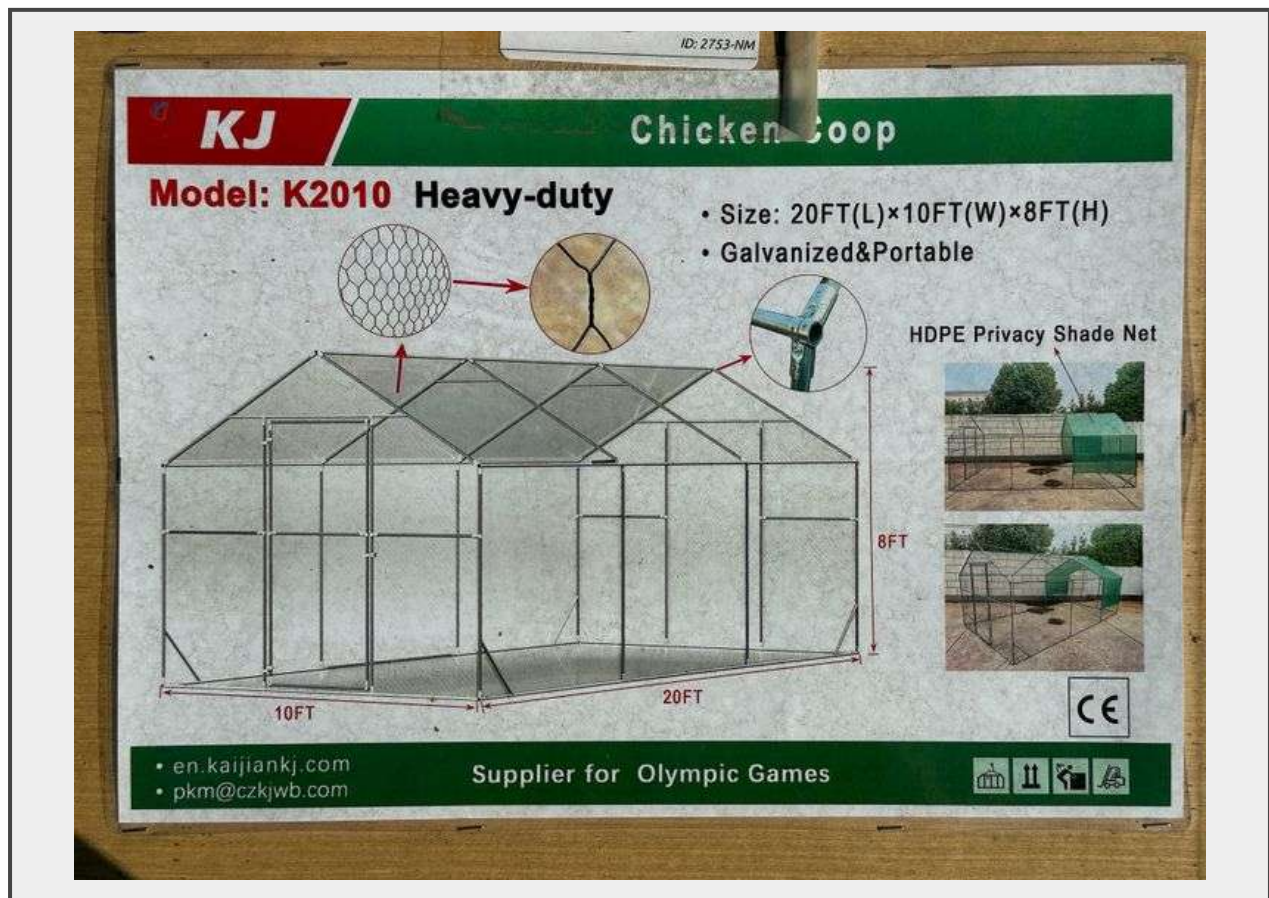 ID: 2753-NM
KJ
Chicken Coop
Model: K2010 Heavy-duty
• Size: 20FT(L)×10FT(W)×8FT(H)
• Galvanized&Portable
HDPE Privacy Shade Net
8FT
20FT
10FT
CE
• en.kaijiankj.com
• pkm@czkjwb.com
Supplier for Olympic Games